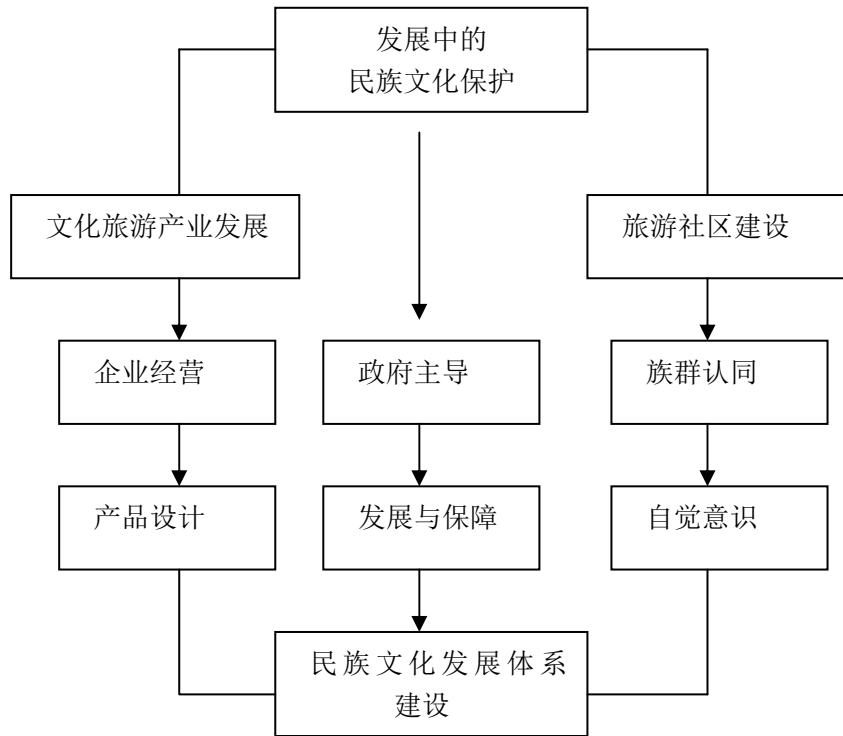 发展中的
民族文化保护
文化旅游产业发展
旅游社区建设
企业经营
政府主导
族群认同
产品设计
发展与保障
自觉意识
民族文化发展体系
建设